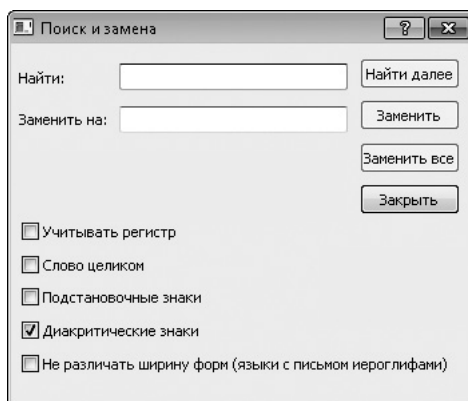 Поиск и замена
Найти:
Найти далее
Заменить на:
Заменить
Заменить все
Закрыть
Учитывать регистр
Слово целиком
Подстановочные знаки
Диакритические знаки
Не различать ширину форм (языки с письмом иероглифами)